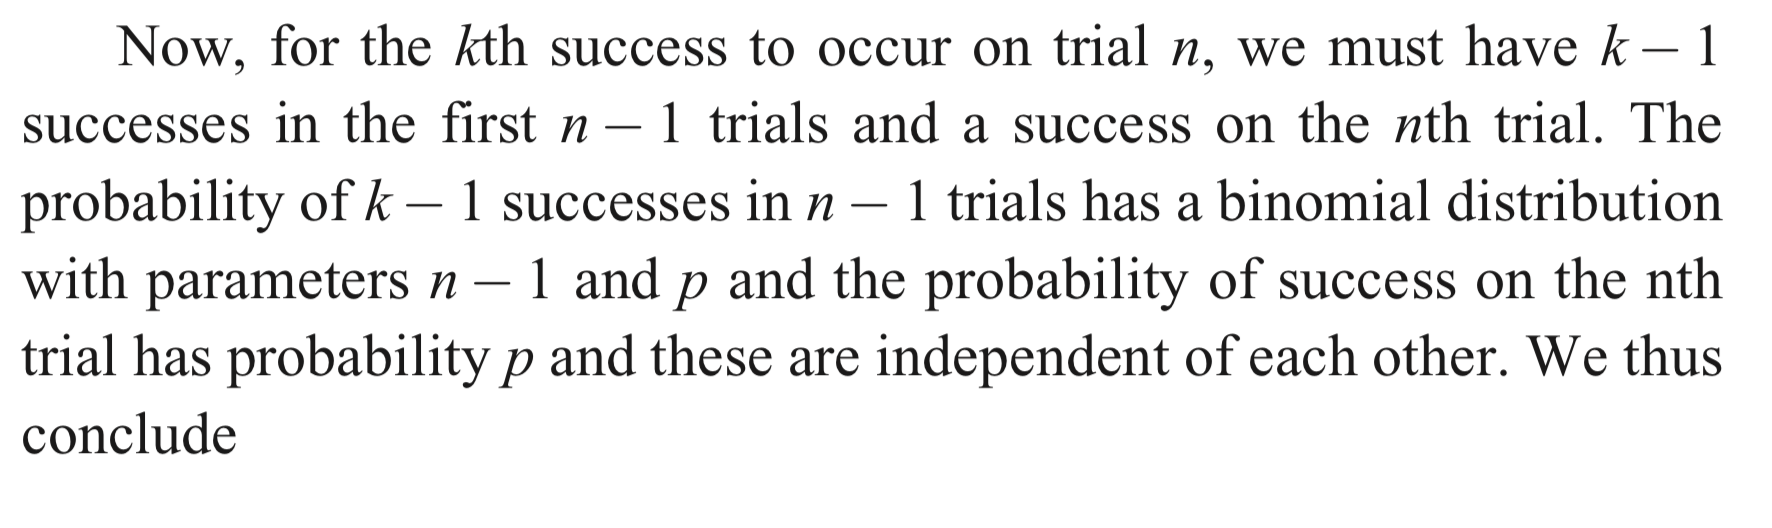 Now, for the kth success to occur on trial n, we must have k – 1
successes in the first n – 1 trials and a success on the nth trial. The
probability of k – 1 successes in n – 1 trials has a binomial distribution
with parameters n – 1 and p and the probability of success on the nth
trial has probability p and these are independent of each other. We thus
conclude